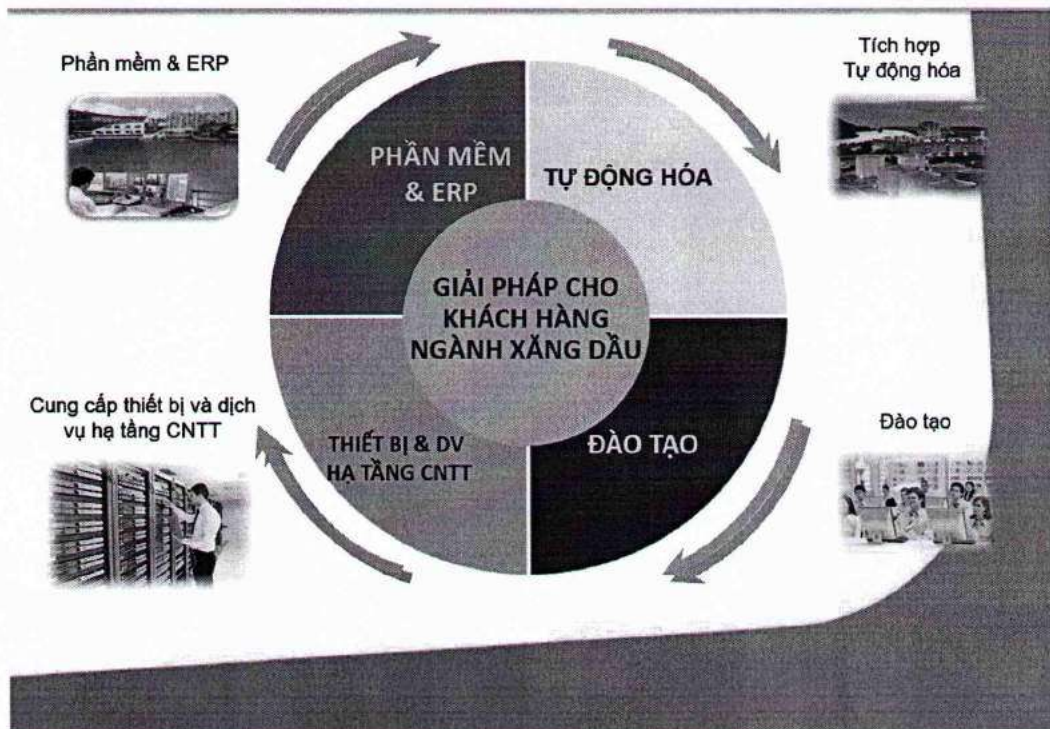 Phần mềm & ERP
Tích hợp
Tự động hóa
PHẦN MỀM
& ERP
TỰ ĐỘNG HÓA
GIẢI PHÁP CHO
KHÁCH HÀNG
NGÀNH XĂNG DẦU
Cung cấp thiết bị và dịch
vụ hạ tầng CNTT
THIẾT BỊ & DV
HẠ TẦNG CNTT
ĐÀO TẠO
Đào tạo